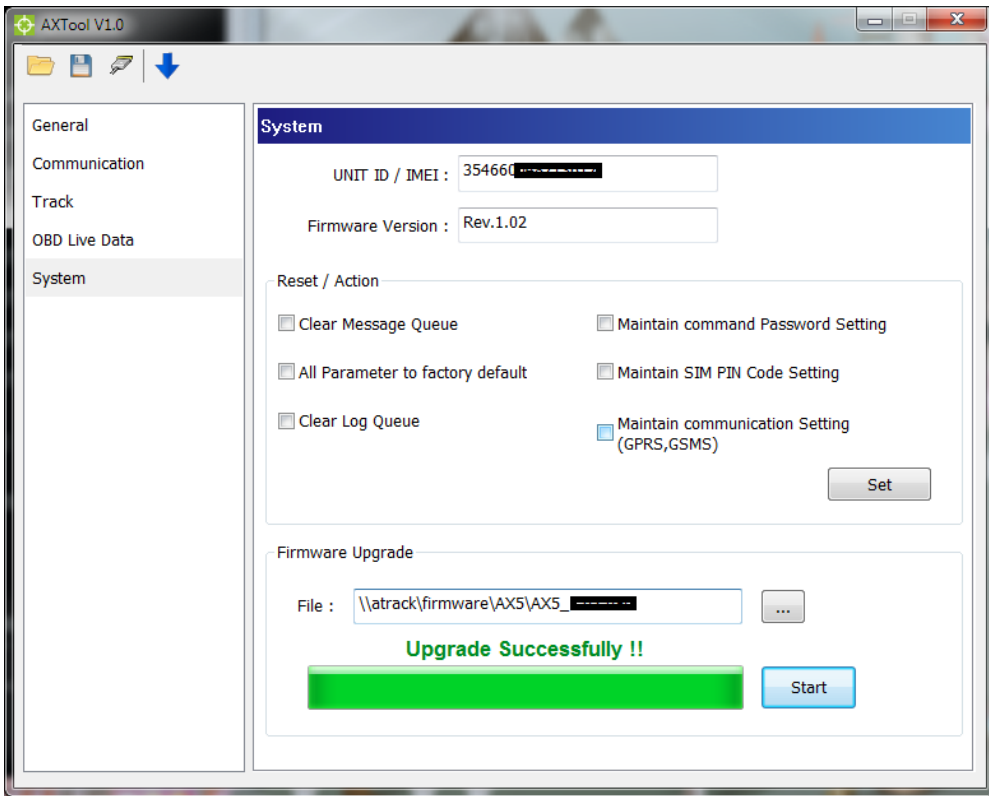 AXTool V1.0
General
Communication
Track
OBD Live Data
System
System
UNIT ID / IMEI :
354660
Firmware Version :
Rev.1.02
Reset / Action
Clear Message Queue
Maintain command Password Setting
All Parameter to factory default
Maintain SIM PIN Code Setting
Clear Log Queue
Maintain communication Setting
(GPRS,GSMS)
Set
Firmware Upgrade
File :
\\atrack\firmware\AX5\AX5_
...
Upgrade Successfully !!
Start